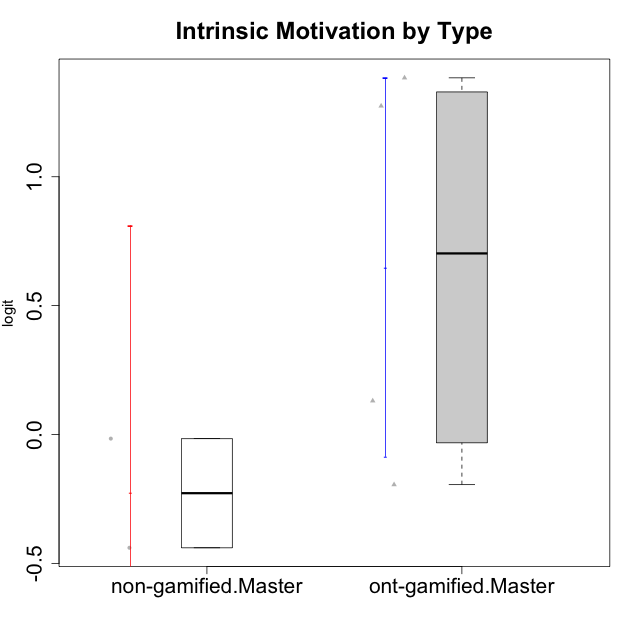 Intrinsic Motivation by Type
logit
1.0
0.5
0.0
-0.5
non-gamified.Master
ont-gamified.Master